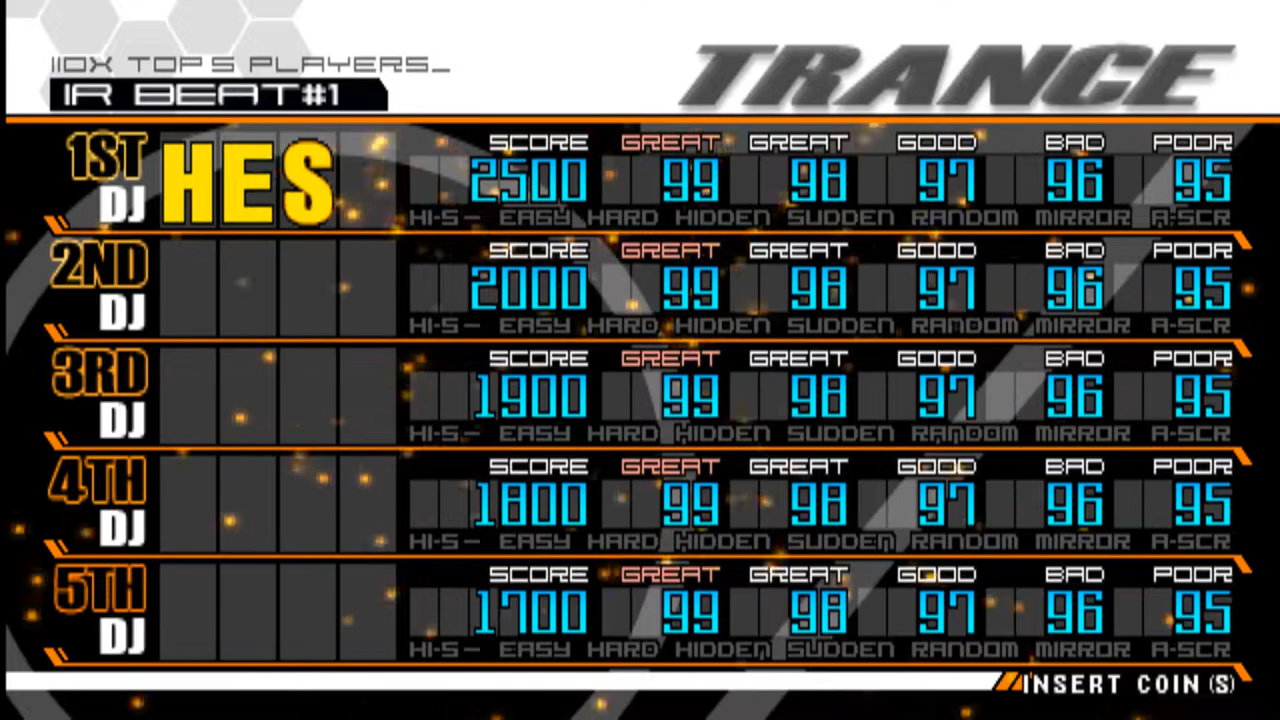 IIDX TOP 5 PLAYERS_
IR BEAT#1
TRANCE
1ST DJ HES
SCORE GREAT GREAT GOOD BAD POOR
2500 99 98 97 96 95
HI-S- EASY HARD HIDDEN SUDDEN RANDOM MIRROR A-SCR
2ND DJ
SCORE GREAT GREAT GOOD BAD POOR
2000 99 98 97 96 95
HI-S- EASY HARD HIDDEN SUDDEN RANDOM MIRROR A-SCR
3RD DJ
SCORE GREAT GREAT GOOD BAD POOR
1900 99 98 97 96 95
HI-S- EASY HARD HIDDEN SUDDEN RANDOM MIRROR A-SCR
4TH DJ
SCORE GREAT GREAT GOOD BAD POOR
1800 99 98 97 96 95
HI-S- EASY HARD HIDDEN SUDDEN RANDOM MIRROR A-SCR
5TH DJ
SCORE GREAT GREAT GOOD BAD POOR
1700 99 98 97 96 95
HI-S- EASY HARD HIDDEN SUDDEN RANDOM MIRROR A-SCR
INSERT COIN (S)